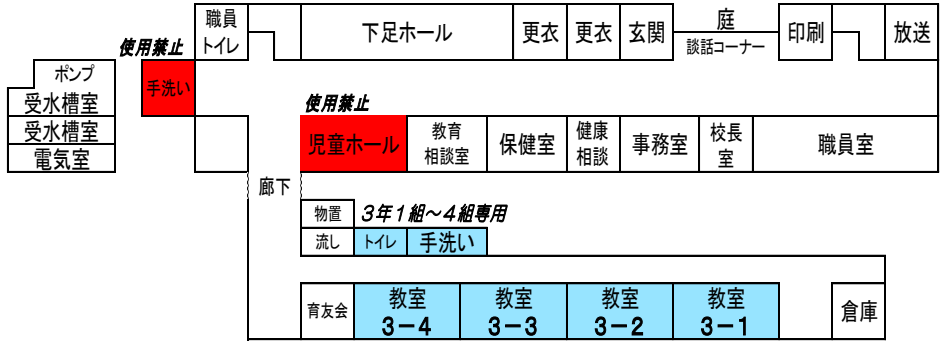 職員
トイレ
下足ホール
更衣
更衣
玄関
庭
談話コーナー
印刷
放送
使用禁止
手洗い
ポンプ
受水槽室
受水槽室
電気室
使用禁止
児童ホール
教育
相談室
保健室
健康
相談
事務室
校長
室
職員室
廊下
物置
3年1組~4組専用
流し
トイレ
手洗い
育友会
教室
3-4
教室
3-3
教室
3-2
教室
3-1
倉庫